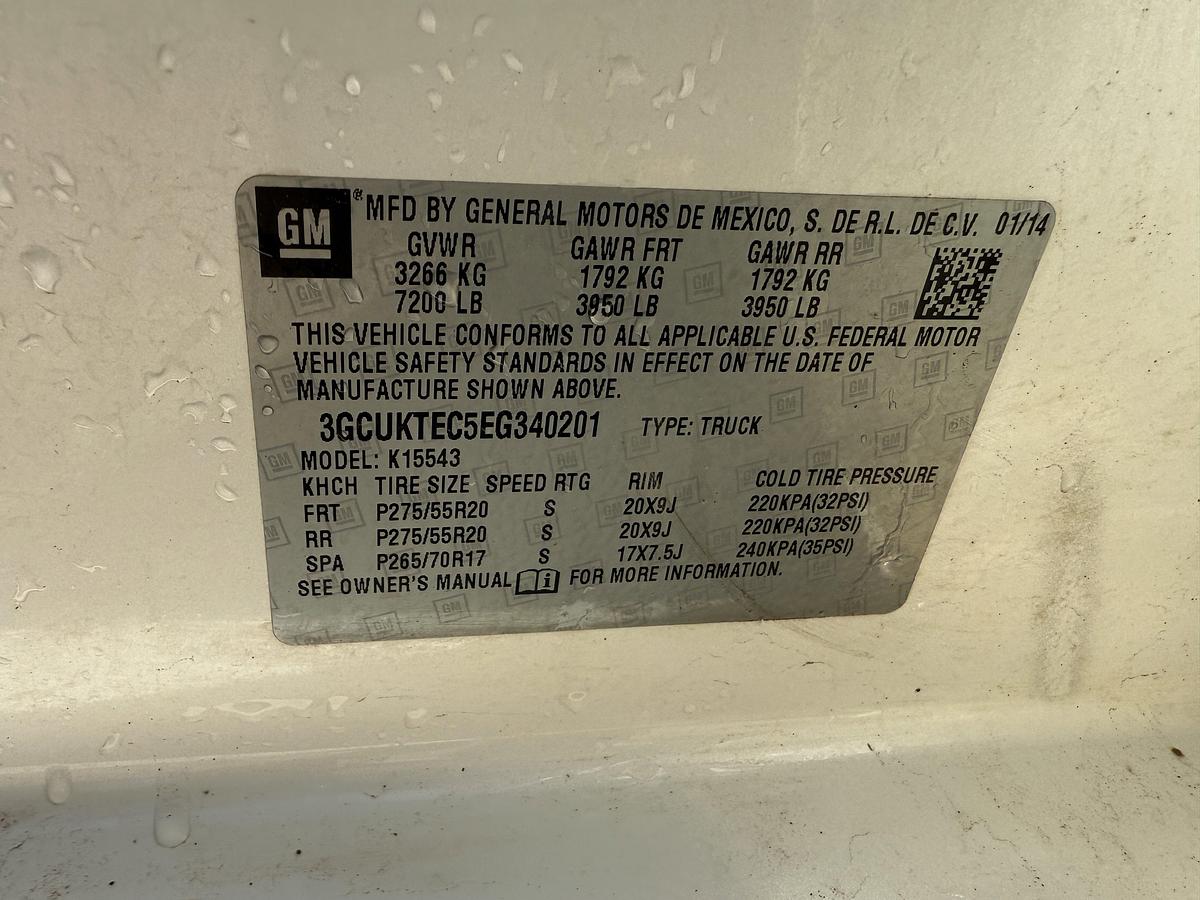 GM ® MFD BY GENERAL MOTORS DE MEXICO, S. DE R.L. DE C.V. 01/14
GVWR GAWR FRT GAWR RR
3266 KG 1792 KG 1792 KG
7200 LB 3950 LB 3950 LB
THIS VEHICLE CONFORMS TO ALL APPLICABLE U.S. FEDERAL MOTOR
VEHICLE SAFETY STANDARDS IN EFFECT ON THE DATE OF
MANUFACTURE SHOWN ABOVE.
3GCUKTEC5EG340201 TYPE: TRUCK
MODEL: K15543
KHCH TIRE SIZE SPEED RTG RIM COLD TIRE PRESSURE
FRT P275/55R20 S 20X9J 220KPA(32PSI)
RR P275/55R20 S 20X9J 220KPA(32PSI)
SPA P265/70R17 S 17X7.5J 240KPA(35PSI)
SEE OWNER'S MANUAL i FOR MORE INFORMATION.